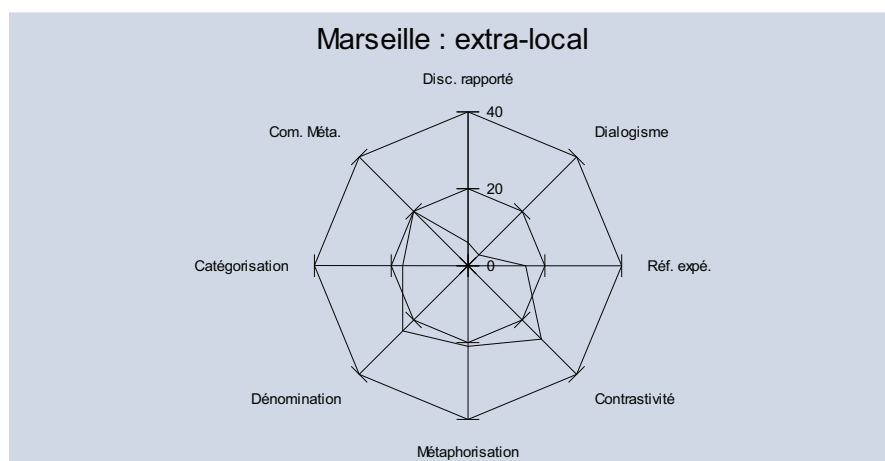 Marseille : extra-local
Disc. rapporté
40
Com. Méta.
Dialogisme
20
Catégorisation
0
Réf. expé.
Dénomination
Contrastivité
Métaphorisation